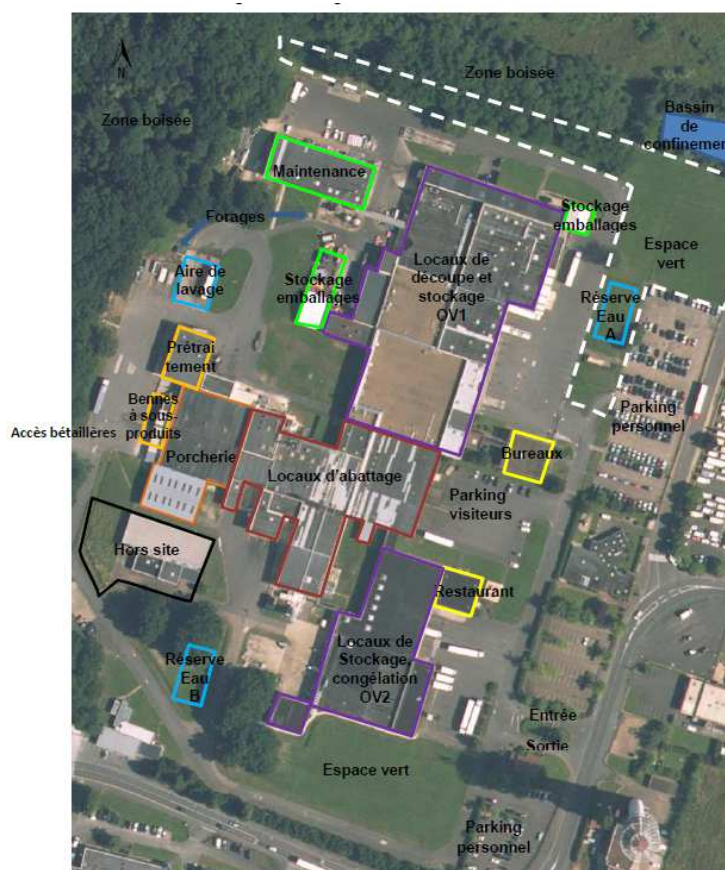 N
Zone boisée
Zone boisée
Bassin
de
confinement
Maintenance
Stockage
emballages
Forages
Locaux de
découpe et
stockage
OV1
Espace
vert
Aire de
lavage
Stockage
emballages
Réserve
Eau
A
Prétrai
tement
Bennes
à sous-
produits
Parking
personnel
Accès bétaillères
Porcherie
Locaux d'abattage
Bureaux
Parking
visiteurs
Hors site
Restaurant
Réserve
Eau
B
Locaux de
Stockage,
congélation
OV2
Entrée
Sortie
Espace vert
Parking
personnel